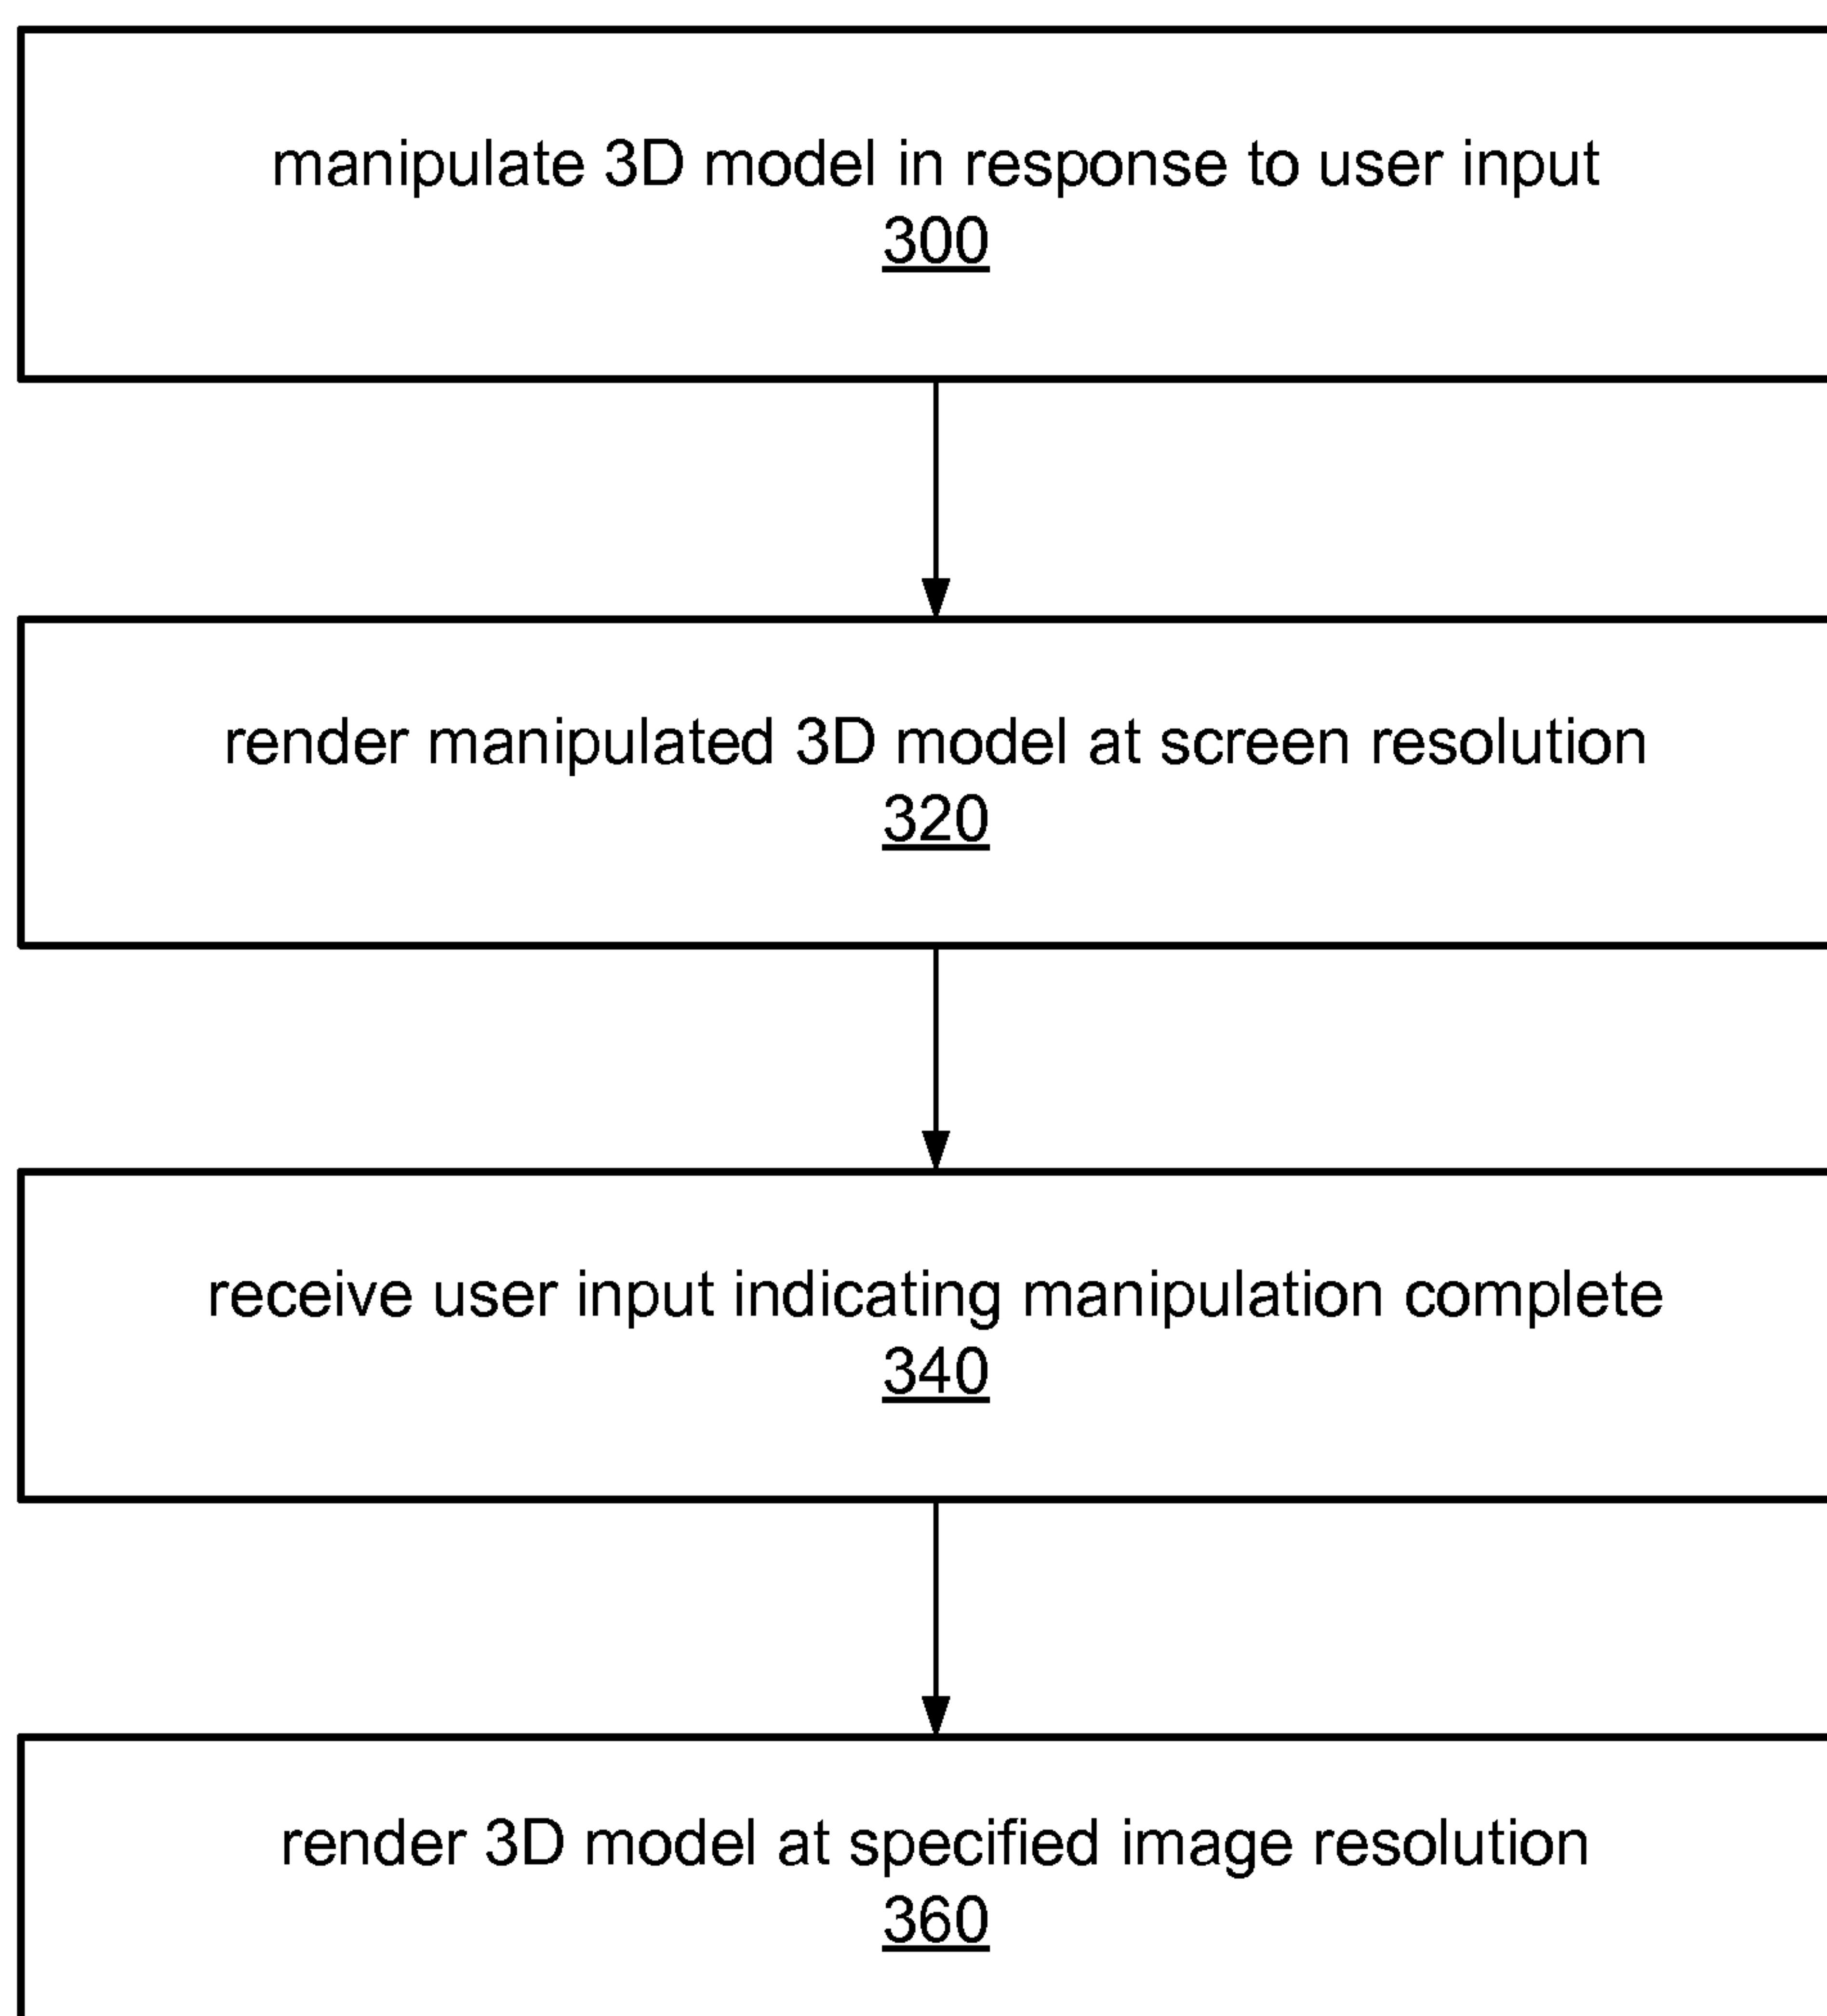 manipulate 3D model in response to user input
300
render manipulated 3D model at screen resolution
320
receive user input indicating manipulation complete
340
render 3D model at specified image resolution
360